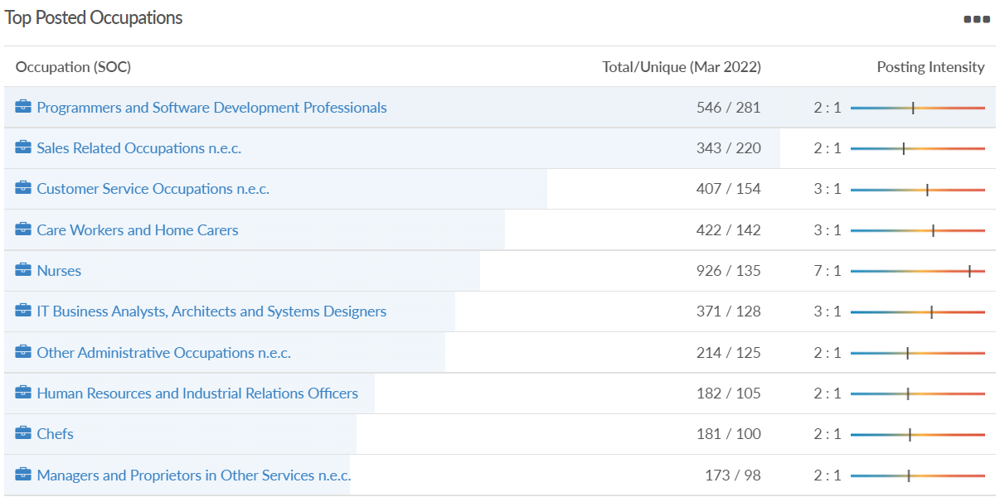 Top Posted Occupations
Occupation (SOC) Total/Unique (Mar 2022) Posting Intensity
Programmers and Software Development Professionals 546 / 281 2 : 1
Sales Related Occupations n.e.c. 343 / 220 2 : 1
Customer Service Occupations n.e.c. 407 / 154 3 : 1
Care Workers and Home Carers 422 / 142 3 : 1
Nurses 926 / 135 7 : 1
IT Business Analysts, Architects and Systems Designers 371 / 128 3 : 1
Other Administrative Occupations n.e.c. 214 / 125 2 : 1
Human Resources and Industrial Relations Officers 182 / 105 2 : 1
Chefs 181 / 100 2 : 1
Managers and Proprietors in Other Services n.e.c. 173 / 98 2 : 1